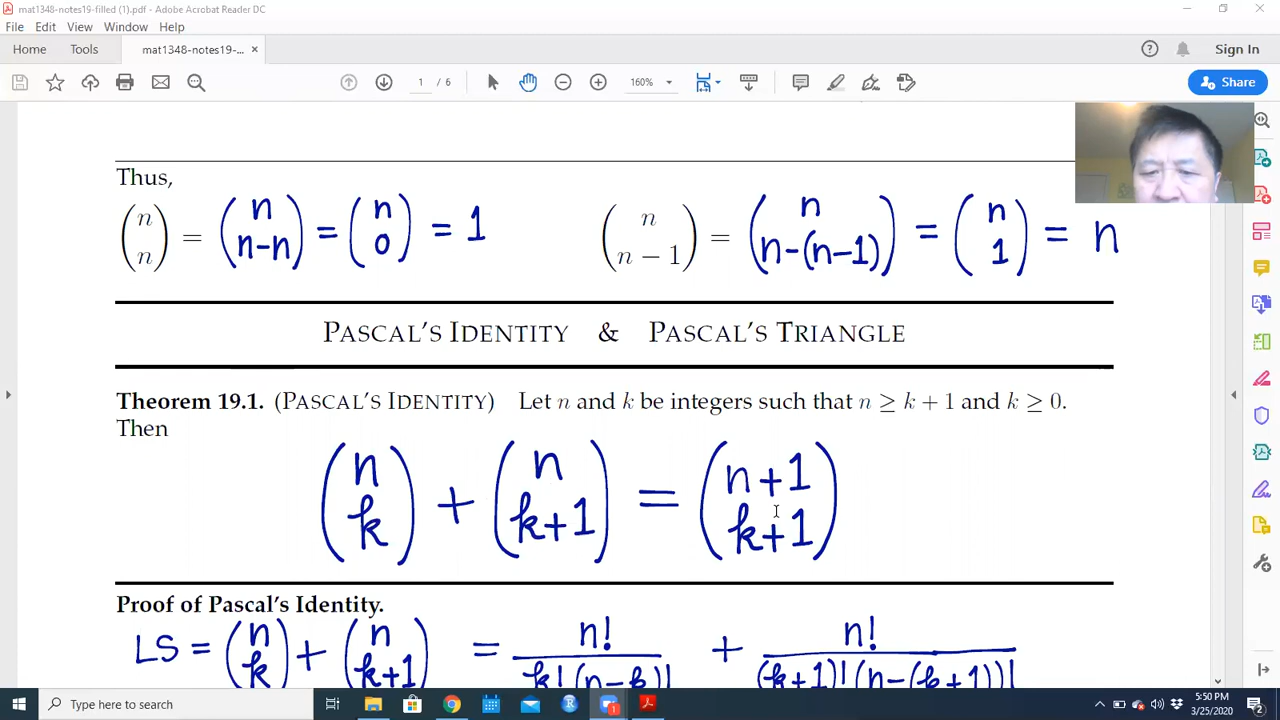 mat1348-notes19-filled (1).pdf - Adobe Acrobat Reader DC
File Edit View Window Help
Home Tools mat1348-notes19-... × Sign In
1 / 6 160% Share
Thus,
(n n) = (n n-n) = (n 0) = 1 (n n − 1) = (n n-(n-1)) = (n 1) = n
PASCAL'S IDENTITY & PASCAL'S TRIANGLE
Theorem 19.1. (PASCAL'S IDENTITY) Let n and k be integers such that n ≥ k + 1 and k ≥ 0.
Then
(n k) + (n k+1) = (n+1 k+1)
Proof of Pascal's Identity.
LS = (n k) + (n k+1) = n! / k!(n-k)! + n! / (k+1)!(n-(k+1))!
Type here to search
5:50 PM
3/25/2020